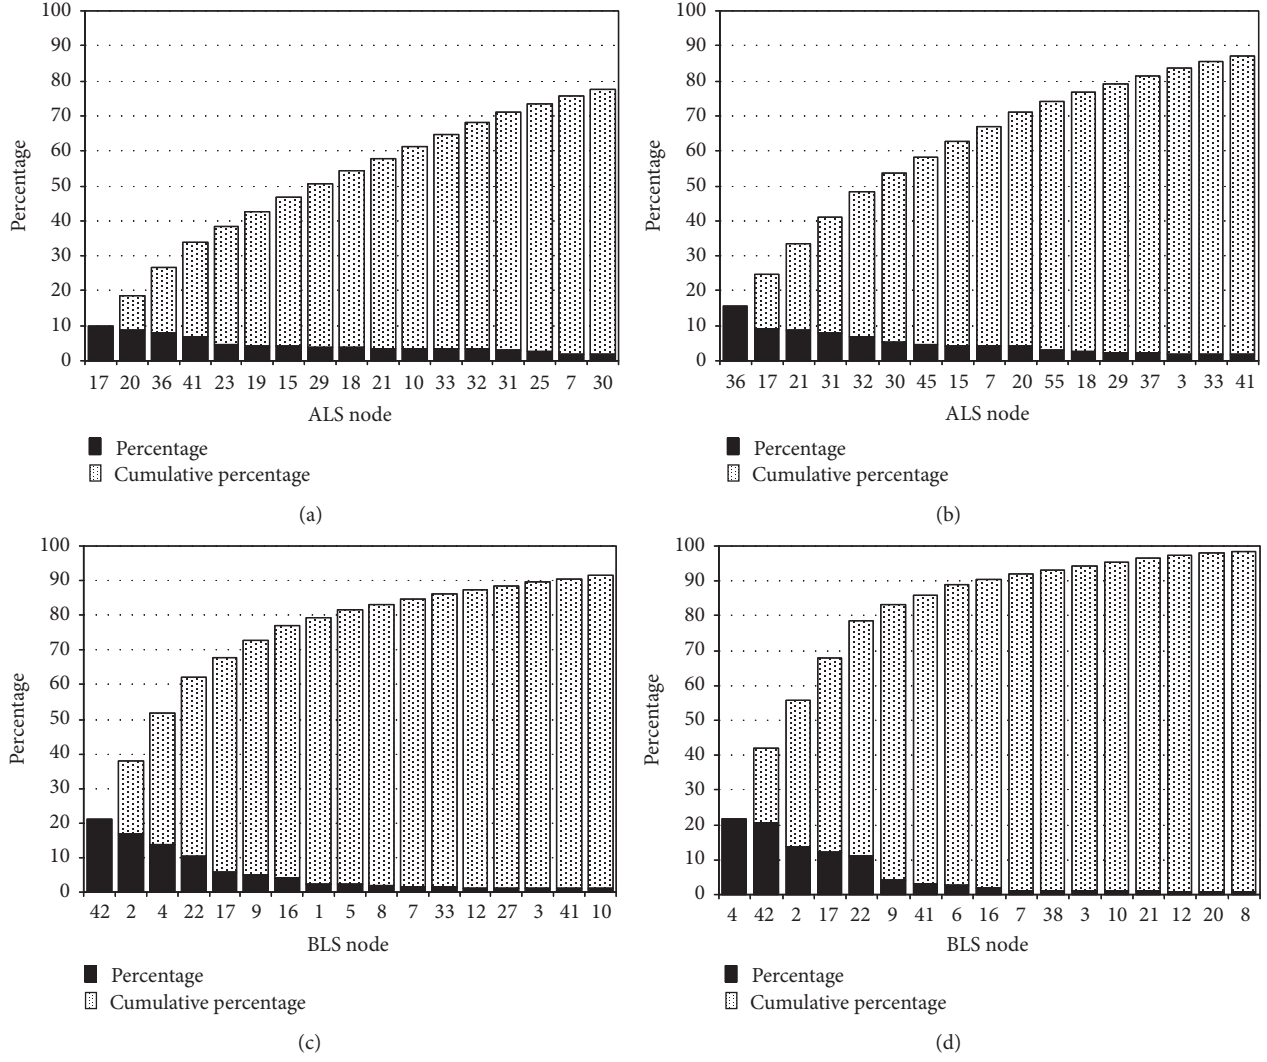 100
90
80
70
60
50
40
30
20
10
0
Percentage
17 20 36 41 23 19 15 29 18 21 10 33 32 31 25 7 30
ALS node
Percentage
Cumulative percentage
(a)
100
90
80
70
60
50
40
30
20
10
0
Percentage
36 17 21 31 32 30 45 15 7 20 55 18 29 37 3 33 41
ALS node
Percentage
Cumulative percentage
(b)
100
90
80
70
60
50
40
30
20
10
0
Percentage
42 2 4 22 17 9 16 1 5 8 7 33 12 27 3 41 10
BLS node
Percentage
Cumulative percentage
(c)
100
90
80
70
60
50
40
30
20
10
0
Percentage
4 42 2 17 22 9 41 6 16 7 38 3 10 21 12 20 8
BLS node
Percentage
Cumulative percentage
(d)